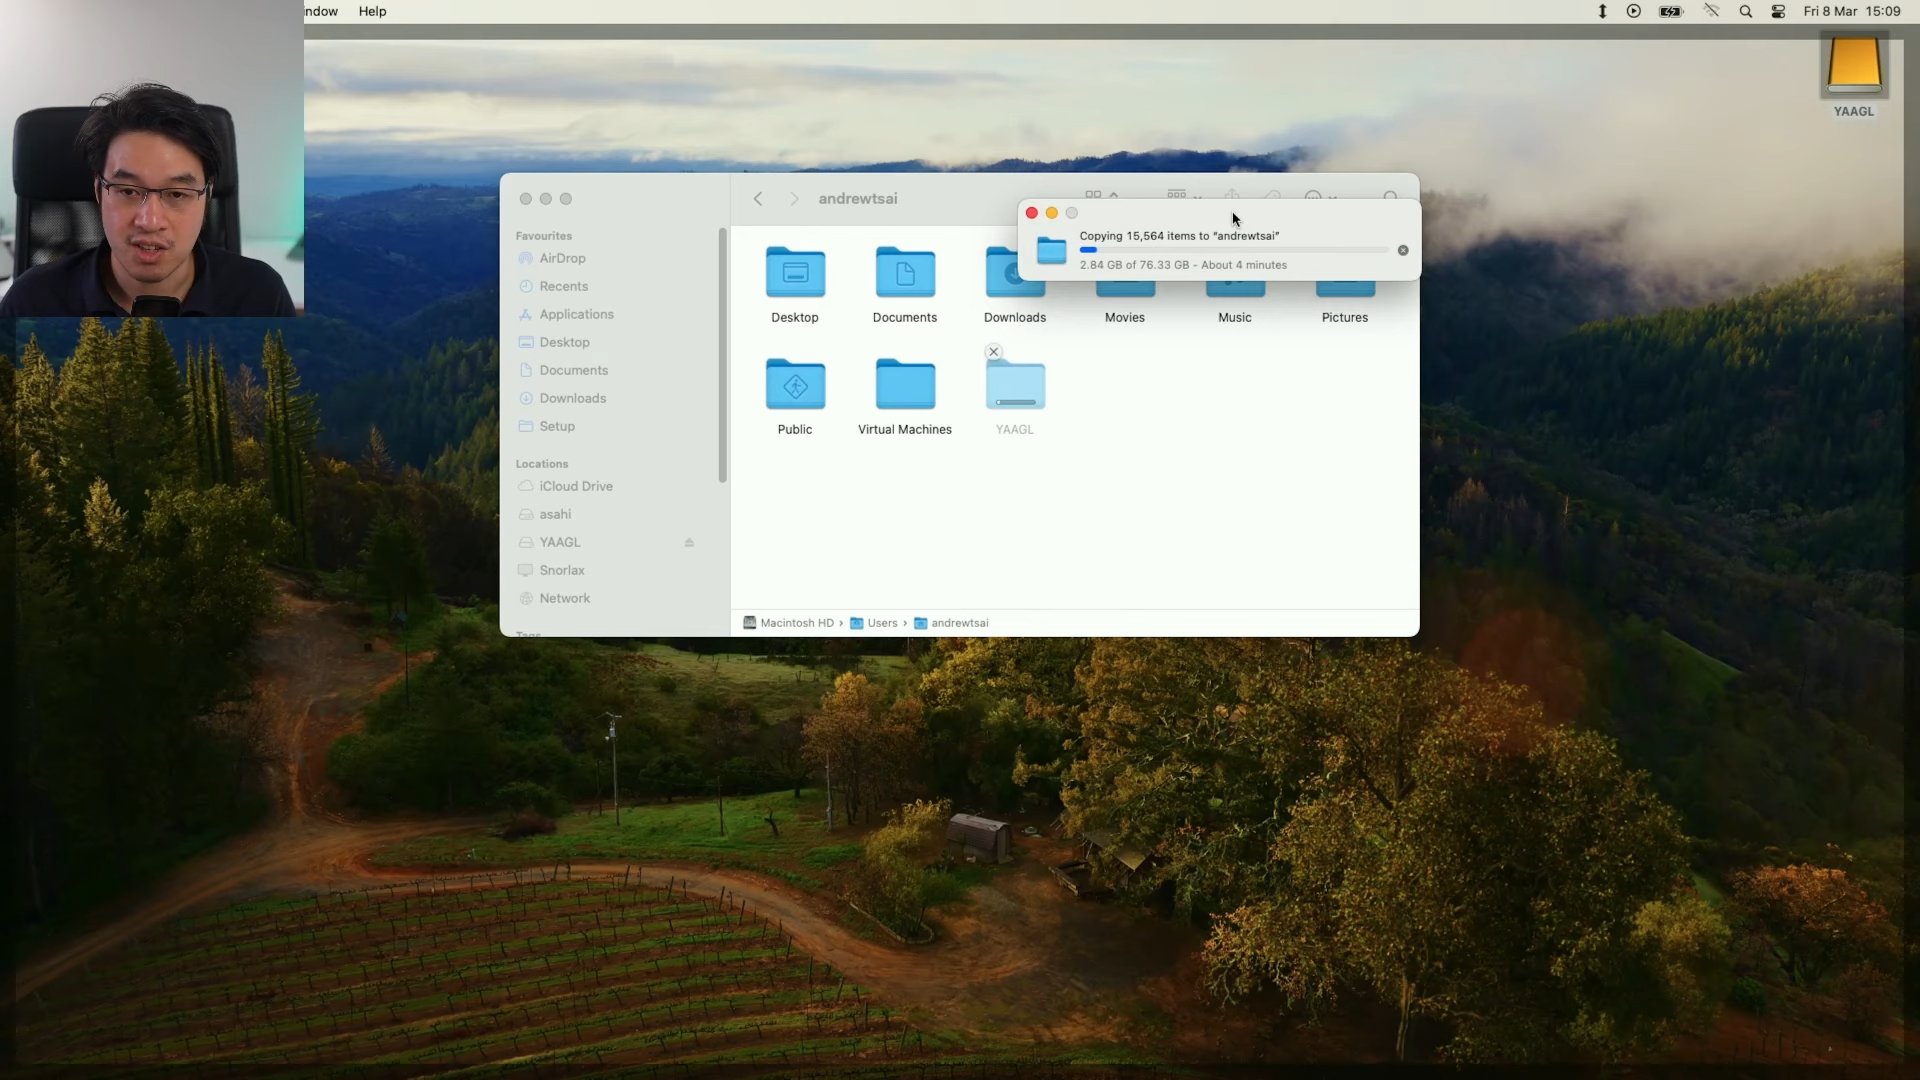 indow Help
Fri 8 Mar 15:09
YAAGL
andrewtsai
Favourites
AirDrop
Recents
Applications
Desktop
Documents
Downloads
Setup
Locations
iCloud Drive
asahi
YAAGL
Snorlax
Network
Tags
Copying 15,564 items to "andrewtsai"
2.84 GB of 76.33 GB - About 4 minutes
Desktop
Documents
Downloads
Movies
Music
Pictures
Public
Virtual Machines
YAAGL
Macintosh HD › Users › andrewtsai